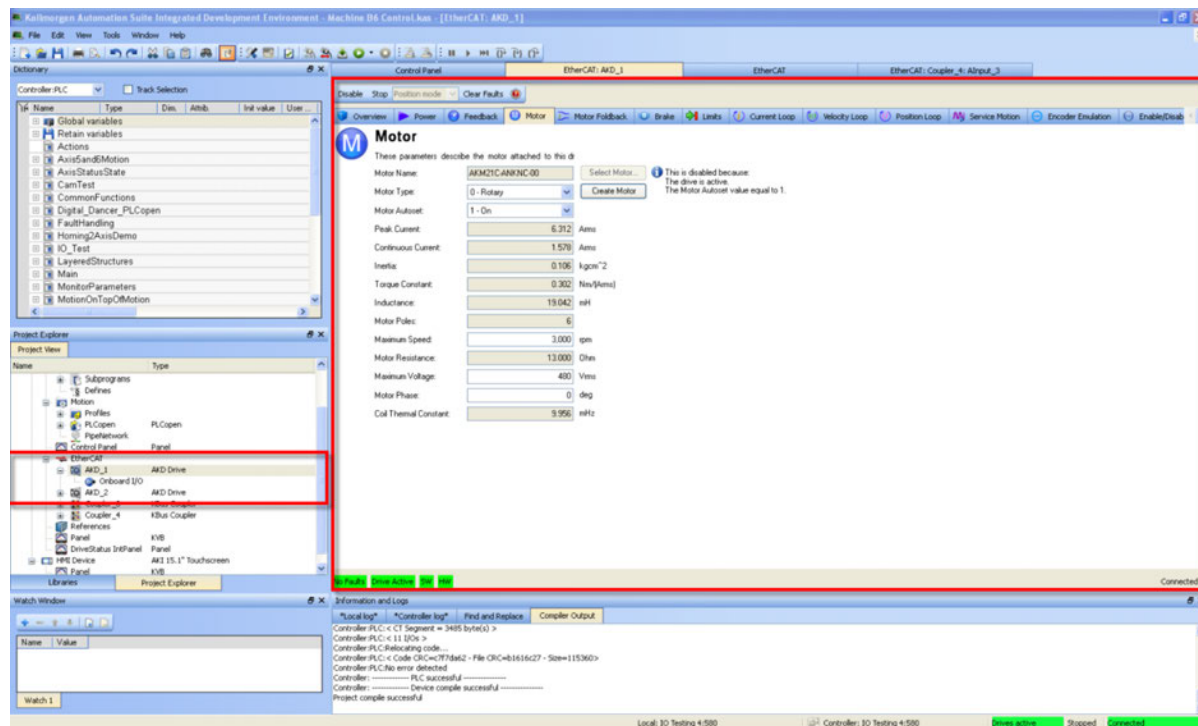 Kollmorgen Automation Suite Integrated Development Environment - Machine B6 Control.kas - [EtherCAT: AKD_1]
File Edit View Tools Window Help
Dictionary
Controller:PLC Track Selection
Name Type Dim. Attrib. Init value User ...
Global variables
Retain variables
Actions
Axis5and6Motion
AxisStatusState
CamTest
CommonFunctions
Digital_Dancer_PLCopen
FaultHandling
Homing2AxisDemo
IO_Test
LayeredStructures
Main
MonitorParameters
MotionOnTopOfMotion
Project Explorer
Project View
Name Type
Subprograms
Defines
Motion
Profiles
PLCopen PLCopen
PipeNetwork
Control Panel Panel
EtherCAT
AKD_1 AKD Drive
Onboard I/O
AKD_2 AKD Drive
KBus Coupler
Coupler_4 KBus Coupler
References
Panel KVB
DriveStatus IntPanel Panel
HMI Device AKI 15.1" Touchscreen
Panel KVB
Libraries Project Explorer
Watch Window
Name Value
Watch 1
Control Panel EtherCAT: AKD_1 EtherCAT EtherCAT: Coupler_4: AInput_3
Disable Stop Position mode Clear Faults
Overview Power Feedback Motor Motor Foldback Brake Limits Current Loop Velocity Loop Position Loop Service Motion Encoder Emulation Enable/Disab
Motor
These parameters describe the motor attached to this dr
Motor Name: AKM21C-ANKNC-00 Select Motor... This is disabled because:
The drive is active.
The Motor Autoset value equal to 1.
Motor Type: 0 - Rotary Create Motor
Motor Autoset: 1 - On
Peak Current: 6.312 Arms
Continuous Current: 1.578 Arms
Inertia: 0.106 kgcm^2
Torque Constant: 0.302 Nm/(Arms)
Inductance: 19.042 mH
Motor Poles: 6
Maximum Speed: 3,000 rpm
Motor Resistance: 13.000 Ohm
Maximum Voltage: 480 Vrms
Motor Phase: 0 deg
Coil Thermal Constant: 9.956 mHz
No Faults Drive Active SW HW Connected
Information and Logs
*Local log* *Controller log* Find and Replace Compiler Output
Controller:PLC:< CT Segment = 3485 byte(s) >
Controller:PLC:< 11 I/Os >
Controller:PLC:Relocating code...
Controller:PLC:< Code CRC=c7f7da62 - File CRC=b1616c27 - Size=115360>
Controller:PLC:No error detected
Controller: ------------- PLC successful --------------
Controller: ------------- Device compile successful --------------
Project compile successful
Local: IO Testing 4:580 Controller: IO Testing 4:580 Drives active Stopped Connected